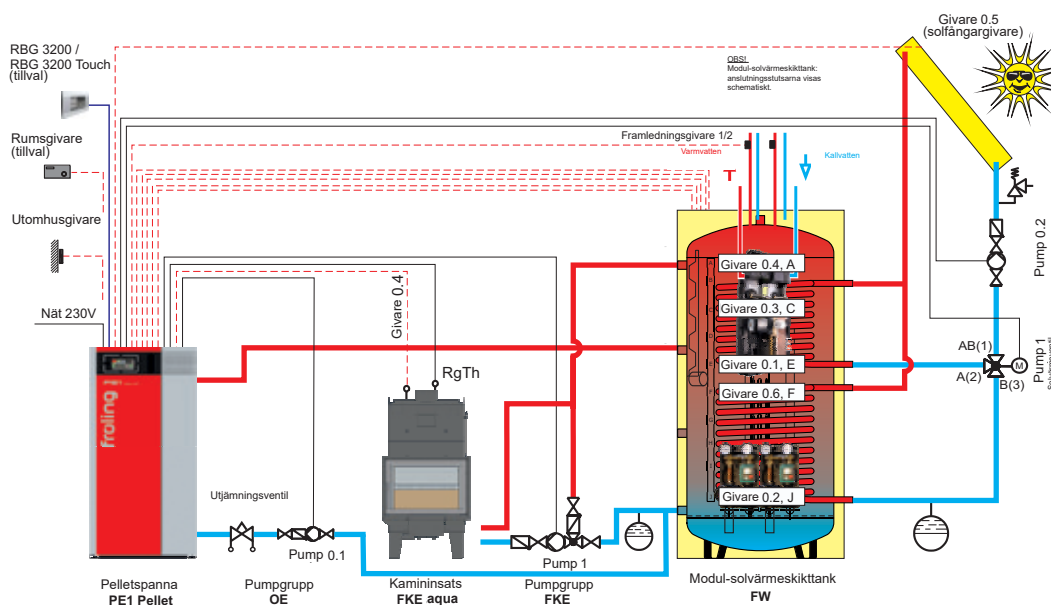 Givare 0.5
(solfångargivare)
RBG 3200 /
RBG 3200 Touch
(tillval)
OBS!
Modul-solvärmeskikttank:
anslutningsstutsarna visas
schematiskt.
Framledningsgivare 1/2
Varmvatten
Kallvatten
Rumsgivare
(tillval)
Utomhusgivare
Pump 0.2
Givare 0.4, A
Givare 0.4
Givare 0.3, C
Nät 230V
AB(1)
Pump 1
Givare 0.1, E
M
A(2)
B(3)
RgTh
Givare 0.6, F
PE1
froling
Utjämningsventil
Givare 0.2, J
Pump 0.1
Pump 1
Pelletspanna
PE1 Pellet
Pumpgrupp
OE
Kamininsats
FKE aqua
Pumpgrupp
FKE
Modul-solvärmeskikttank
FW